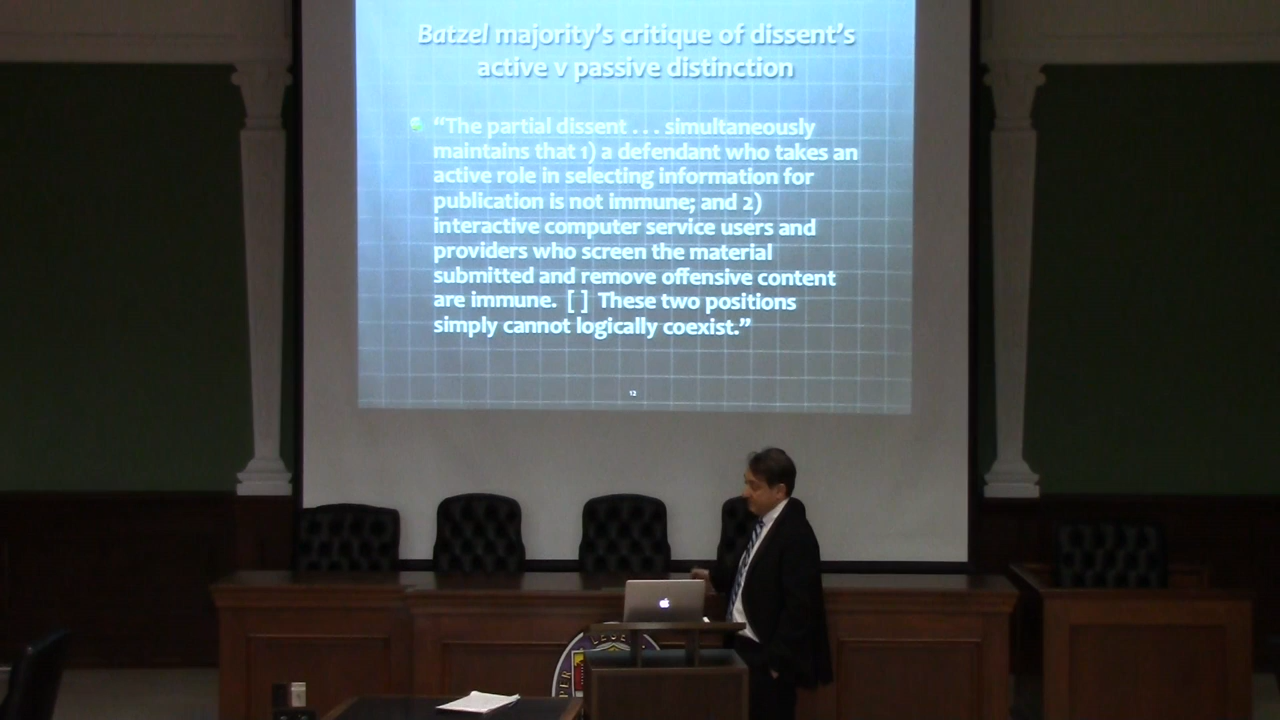 Batzel majority's critique of dissent's
active v passive distinction
“The partial dissent . . . simultaneously
maintains that 1) a defendant who takes an
active role in selecting information for
publication is not immune; and 2)
interactive computer service users and
providers who screen the material
submitted and remove offensive content
are immune.  [ ]  These two positions
simply cannot logically coexist.”
12